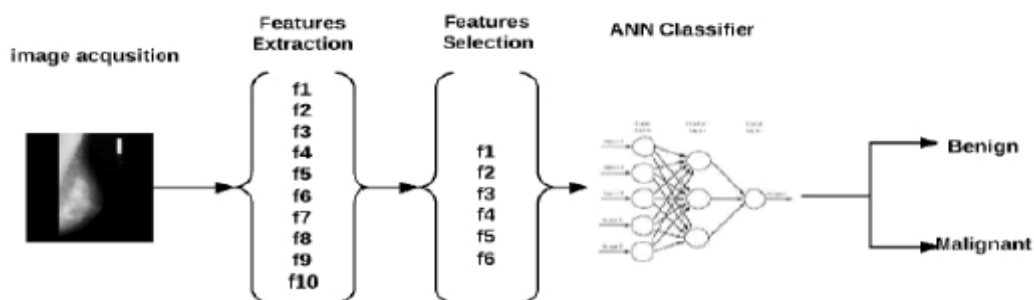 image acqusition
Features
Extraction
f1
f2
f3
f4
f5
f6
f7
f8
f9
f10
Features
Selection
f1
f2
f3
f4
f5
f6
ANN Classifier
Benign
Malignant